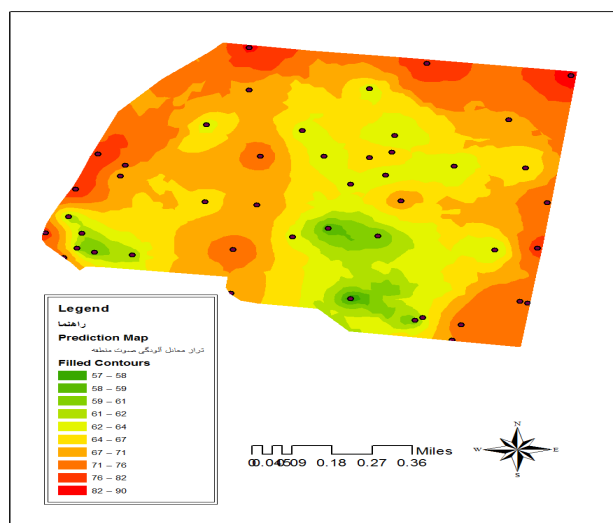 Legend
راهنما
Prediction Map
تراز معادل آلودگی صوت منطقه
Filled Contours
57 – 58
58 – 59
59 – 61
61 – 62
62 – 64
64 – 67
67 – 71
71 – 76
76 – 82
82 – 90
Miles
0 0.045 0.09 0.18 0.27 0.36
N
W E
S